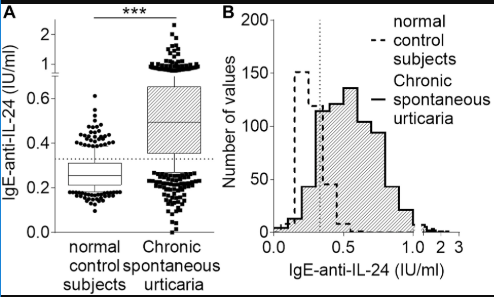 A
***
IgE-anti-IL-24 (IU/ml)
2
1
0.6
0.4
0.2
0.0
normal
control
subjects
Chronic
spontaneous
urticaria
B
Number of values
200
150
100
50
0
0.0 0.5 1.0 2 3
IgE-anti-IL-24 (IU/ml)
normal
control
subjects
Chronic
spontaneous
urticaria